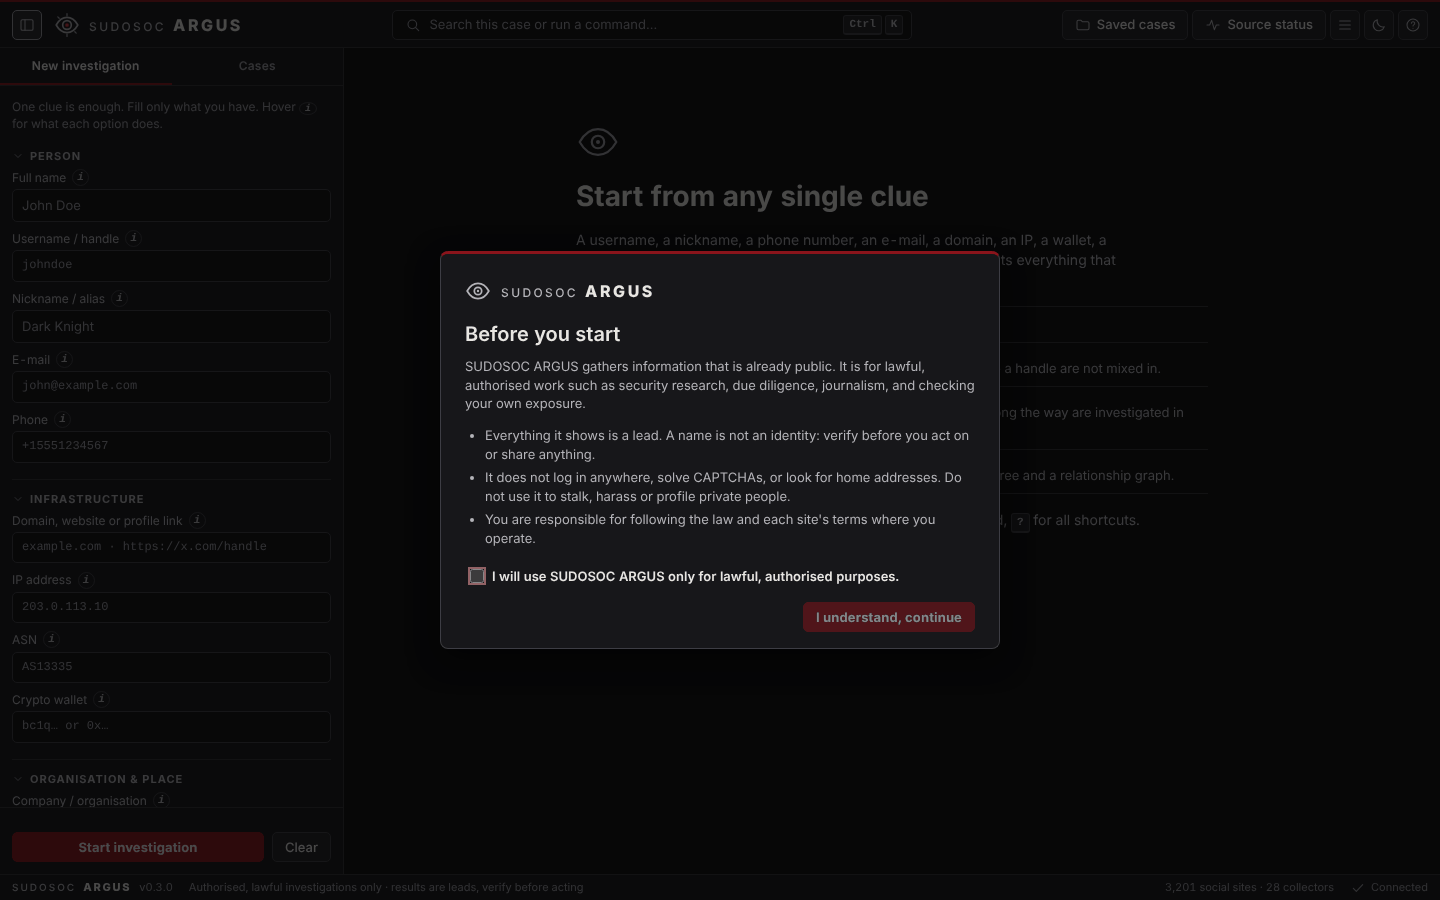 SUDOSOC ARGUS
Search this case or run a command...
Ctrl K
Saved cases
Source status
New investigation
Cases
One clue is enough. Fill only what you have. Hover i
for what each option does.
PERSON
Full name i
John Doe
Username / handle i
johndoe
Nickname / alias i
Dark Knight
E-mail i
john@example.com
Phone i
+15551234567
INFRASTRUCTURE
Domain, website or profile link i
example.com · https://x.com/handle
IP address i
203.0.113.10
ASN i
AS13335
Crypto wallet i
bc1q… or 0x…
ORGANISATION & PLACE
Company / organisation i
Start investigation
Clear
Start from any single clue
A username, a nickname, a phone number, an e-mail, a domain, an IP, a wallet, a
ts everything that
a handle are not mixed in.
ng the way are investigated in
ree and a relationship graph.
, ? for all shortcuts.
SUDOSOC ARGUS
Before you start
SUDOSOC ARGUS gathers information that is already public. It is for lawful,
authorised work such as security research, due diligence, journalism, and checking
your own exposure.
• Everything it shows is a lead. A name is not an identity: verify before you act on
or share anything.
• It does not log in anywhere, solve CAPTCHAs, or look for home addresses. Do
not use it to stalk, harass or profile private people.
• You are responsible for following the law and each site's terms where you
operate.
I will use SUDOSOC ARGUS only for lawful, authorised purposes.
I understand, continue
SUDOSOC ARGUS v0.3.0 Authorised, lawful investigations only · results are leads, verify before acting
3,201 social sites · 28 collectors
Connected